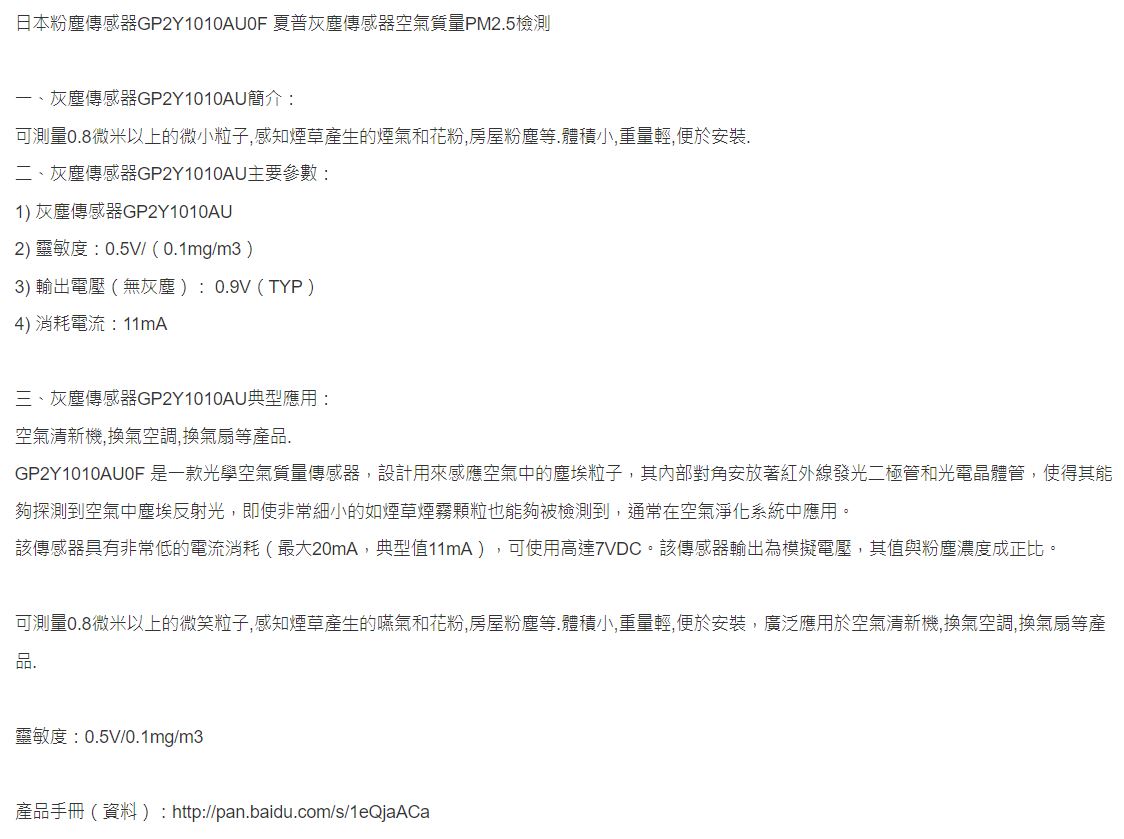 日本粉塵傳感器GP2Y1010AU0F 夏普灰塵傳感器空氣質量PM2.5檢測
一、灰塵傳感器GP2Y1010AU簡介：
可測量0.8微米以上的微小粒子,感知煙草產生的煙氣和花粉,房屋粉塵等.體積小,重量輕,便於安裝.
二、灰塵傳感器GP2Y1010AU主要參數：
1) 灰塵傳感器GP2Y1010AU
2) 靈敏度：0.5V/（0.1mg/m3）
3) 輸出電壓（無灰塵）： 0.9V（TYP）
4) 消耗電流：11mA
三、灰塵傳感器GP2Y1010AU典型應用：
空氣清新機,換氣空調,換氣扇等產品.
GP2Y1010AU0F 是一款光學空氣質量傳感器，設計用來感應空氣中的塵埃粒子，其內部對角安放著紅外線發光二極管和光電晶體管，使得其能
夠探測到空氣中塵埃反射光，即使非常細小的如煙草煙霧顆粒也能夠被檢測到，通常在空氣淨化系統中應用。
該傳感器具有非常低的電流消耗（最大20mA，典型值11mA），可使用高達7VDC。該傳感器輸出為模擬電壓，其值與粉塵濃度成正比。
可測量0.8微米以上的微笑粒子,感知煙草產生的嚥氣和花粉,房屋粉塵等.體積小,重量輕,便於安裝，廣泛應用於空氣清新機,換氣空調,換氣扇等產
品.
靈敏度：0.5V/0.1mg/m3
產品手冊（資料）：http://pan.baidu.com/s/1eQjaACa